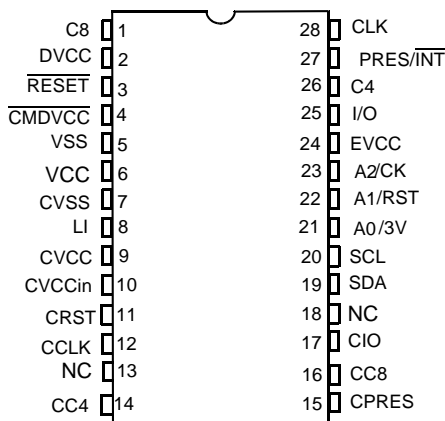 C8 1 28 CLK
DVCC 2 27 PRES/INT
RESET 3 26 C4
CMDVCC 4 25 I/O
VSS 5 24 EVCC
VCC 6 23 A2/CK
CVSS 7 22 A1/RST
LI 8 21 A0/3V
CVCC 9 20 SCL
CVCCin 10 19 SDA
CRST 11 18 NC
CCLK 12 17 CIO
NC 13 16 CC8
CC4 14 15 CPRES